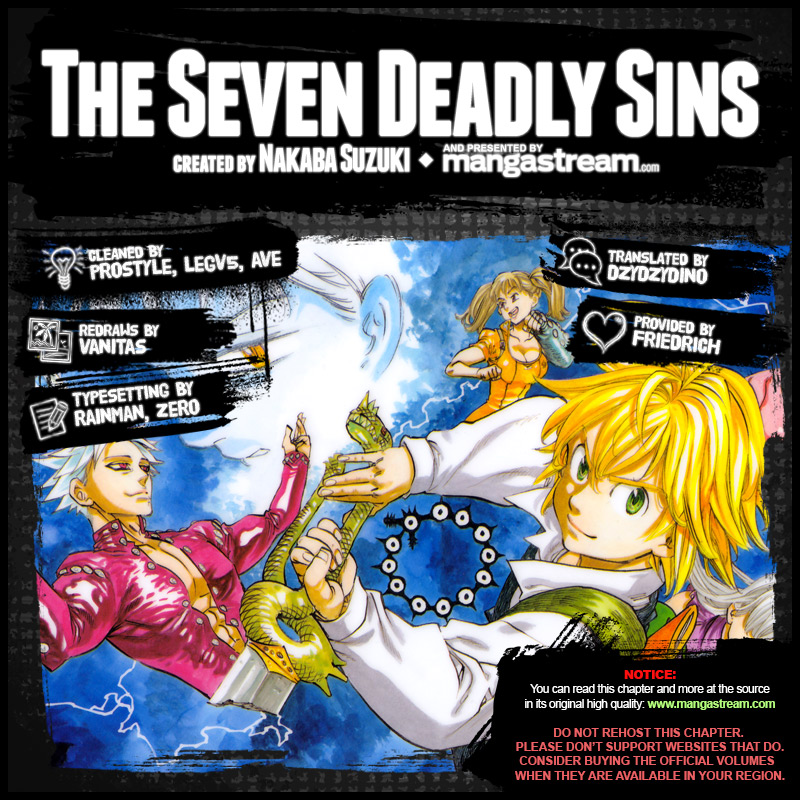 THE SEVEN DEADLY SINS
CREATED BY NAKABA SUZUKI ◆ AND PRESENTED BY mangastream.com
CLEANED BY
PROSTYLE, LEGV5, AVE
REDRAWS BY
VANITAS
TYPESETTING BY
RAINMAN, ZERO
TRANSLATED BY
DZYDZYDINO
PROVIDED BY
FRIEDRICH
NOTICE:
You can read this chapter and more at the source
in its original high quality: www.mangastream.com
DO NOT REHOST THIS CHAPTER.
PLEASE DON'T SUPPORT WEBSITES THAT DO.
CONSIDER BUYING THE OFFICIAL VOLUMES
WHEN THEY ARE AVAILABLE IN YOUR REGION.